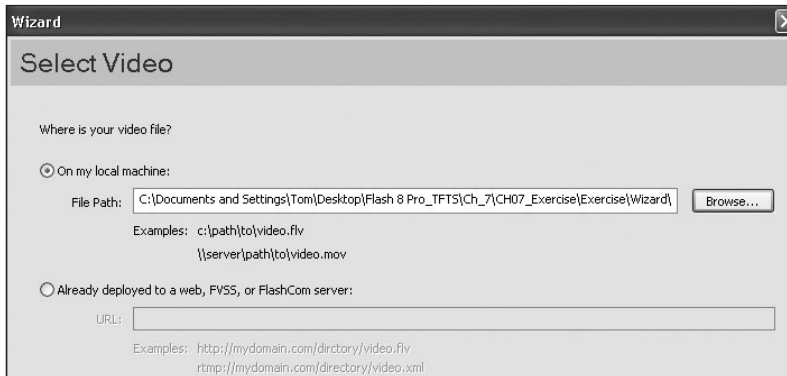 Wizard
Select Video
Where is your video file?
On my local machine:
File Path: C:\Documents and Settings\Tom\Desktop\Flash 8 Pro_TFTS\Ch_7\CH07_Exercise\Exercise\Wizard\ Browse...
Examples: c:\path\to\video.flv
\\server\path\to\video.mov
Already deployed to a web, FVSS, or FlashCom server:
URL:
Examples: http://mydomain.com/dirctory/video.flv
rtmp://mydomain.com/directory/video.xml